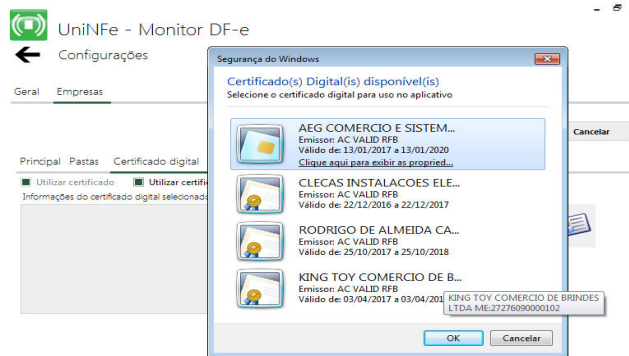 UniNFe - Monitor DF-e
Configurações
Geral Empresas
Cancelar
Principal Pastas Certificado digital
Utilizar certificado Utilizar certifi
Informações do certificado digital selecionado
Segurança do Windows
Certificado(s) Digital(is) disponível(is)
Selecione o certificado digital para uso no aplicativo
AEG COMERCIO E SISTEM...
Emissor: AC VALID RFB
Válido de: 13/01/2017 a 13/01/2020
Clique aqui para exibir as propried...
CLECAS INSTALACOES ELE...
Emissor: AC VALID RFB
Válido de: 22/12/2016 a 22/12/2017
RODRIGO DE ALMEIDA CA...
Emissor: AC VALID RFB
Válido de: 25/10/2017 a 25/10/2018
KING TOY COMERCIO DE B...
Emissor: AC VALID RFB
Válido de: 03/04/2017 a 03/04/201
KING TOY COMERCIO DE BRINDES
LTDA ME:27276090000102
OK Cancelar